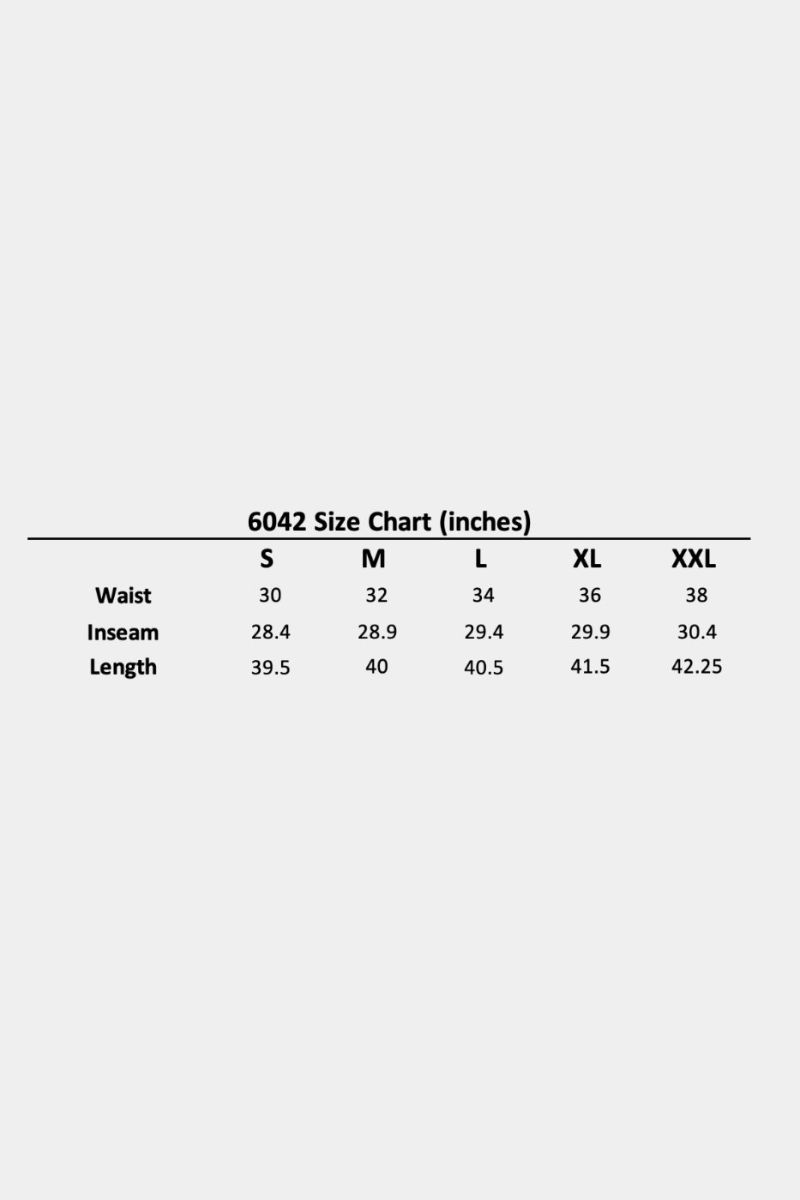 6042 Size Chart (inches)
S M L XL XXL
Waist 30 32 34 36 38
Inseam 28.4 28.9 29.4 29.9 30.4
Length 39.5 40 40.5 41.5 42.25